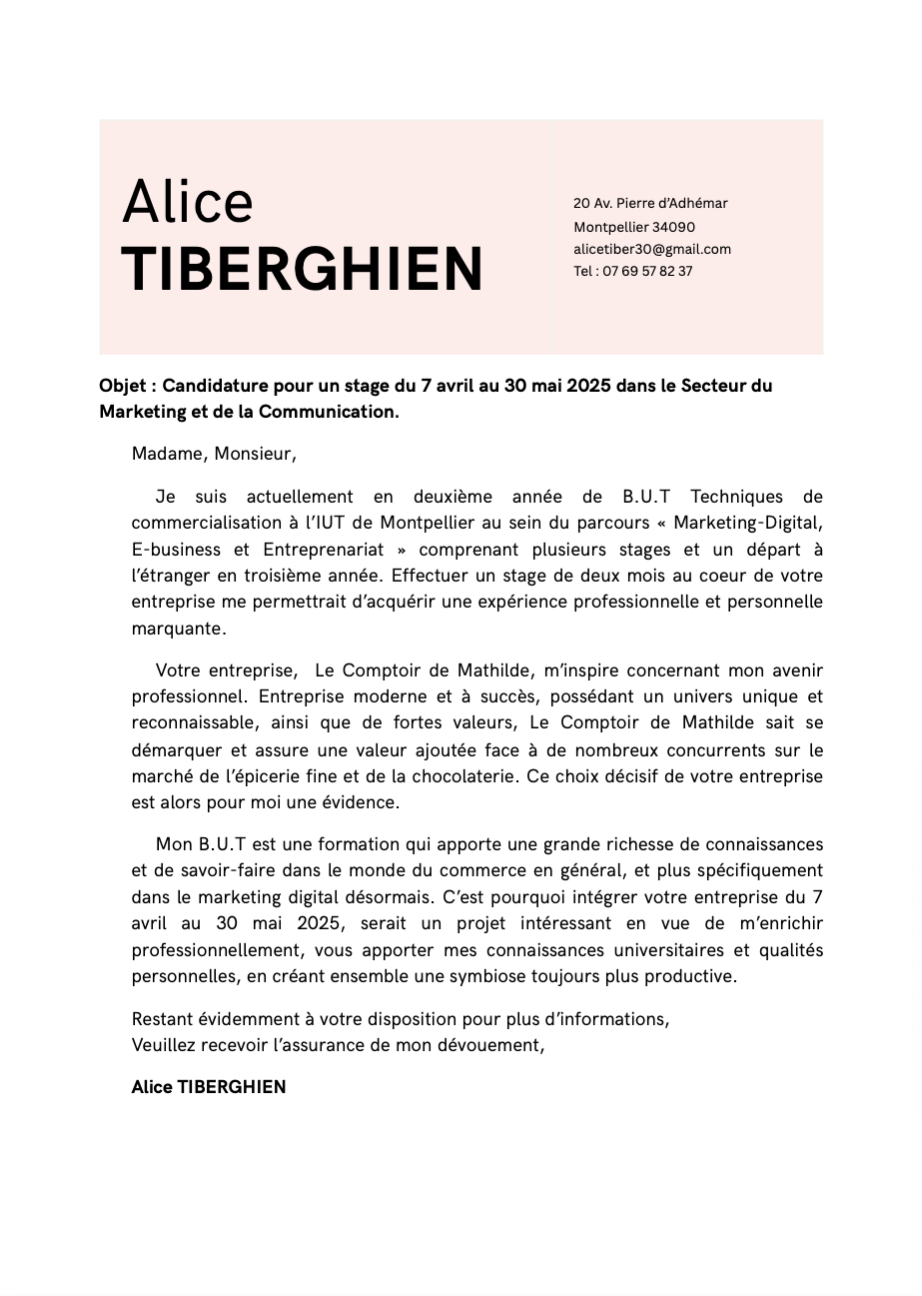 Alice
TIBERGHIEN
20 Av. Pierre d’Adhémar
Montpellier 34090
alicetiber30@gmail.com
Tel : 07 69 57 82 37
Objet : Candidature pour un stage du 7 avril au 30 mai 2025 dans le Secteur du
Marketing et de la Communication.
Madame, Monsieur,
Je suis actuellement en deuxième année de B.U.T Techniques de
commercialisation à l’IUT de Montpellier au sein du parcours « Marketing-Digital,
E-business et Entreprenariat » comprenant plusieurs stages et un départ à
l’étranger en troisième année. Effectuer un stage de deux mois au coeur de votre
entreprise me permettrait d’acquérir une expérience professionnelle et personnelle
marquante.
Votre entreprise, Le Comptoir de Mathilde, m’inspire concernant mon avenir
professionnel. Entreprise moderne et à succès, possédant un univers unique et
reconnaissable, ainsi que de fortes valeurs, Le Comptoir de Mathilde sait se
démarquer et assure une valeur ajoutée face à de nombreux concurrents sur le
marché de l’épicerie fine et de la chocolaterie. Ce choix décisif de votre entreprise
est alors pour moi une évidence.
Mon B.U.T est une formation qui apporte une grande richesse de connaissances
et de savoir-faire dans le monde du commerce en général, et plus spécifiquement
dans le marketing digital désormais. C’est pourquoi intégrer votre entreprise du 7
avril au 30 mai 2025, serait un projet intéressant en vue de m’enrichir
professionnellement, vous apporter mes connaissances universitaires et qualités
personnelles, en créant ensemble une symbiose toujours plus productive.
Restant évidemment à votre disposition pour plus d’informations,
Veuillez recevoir l’assurance de mon dévouement,
Alice TIBERGHIEN